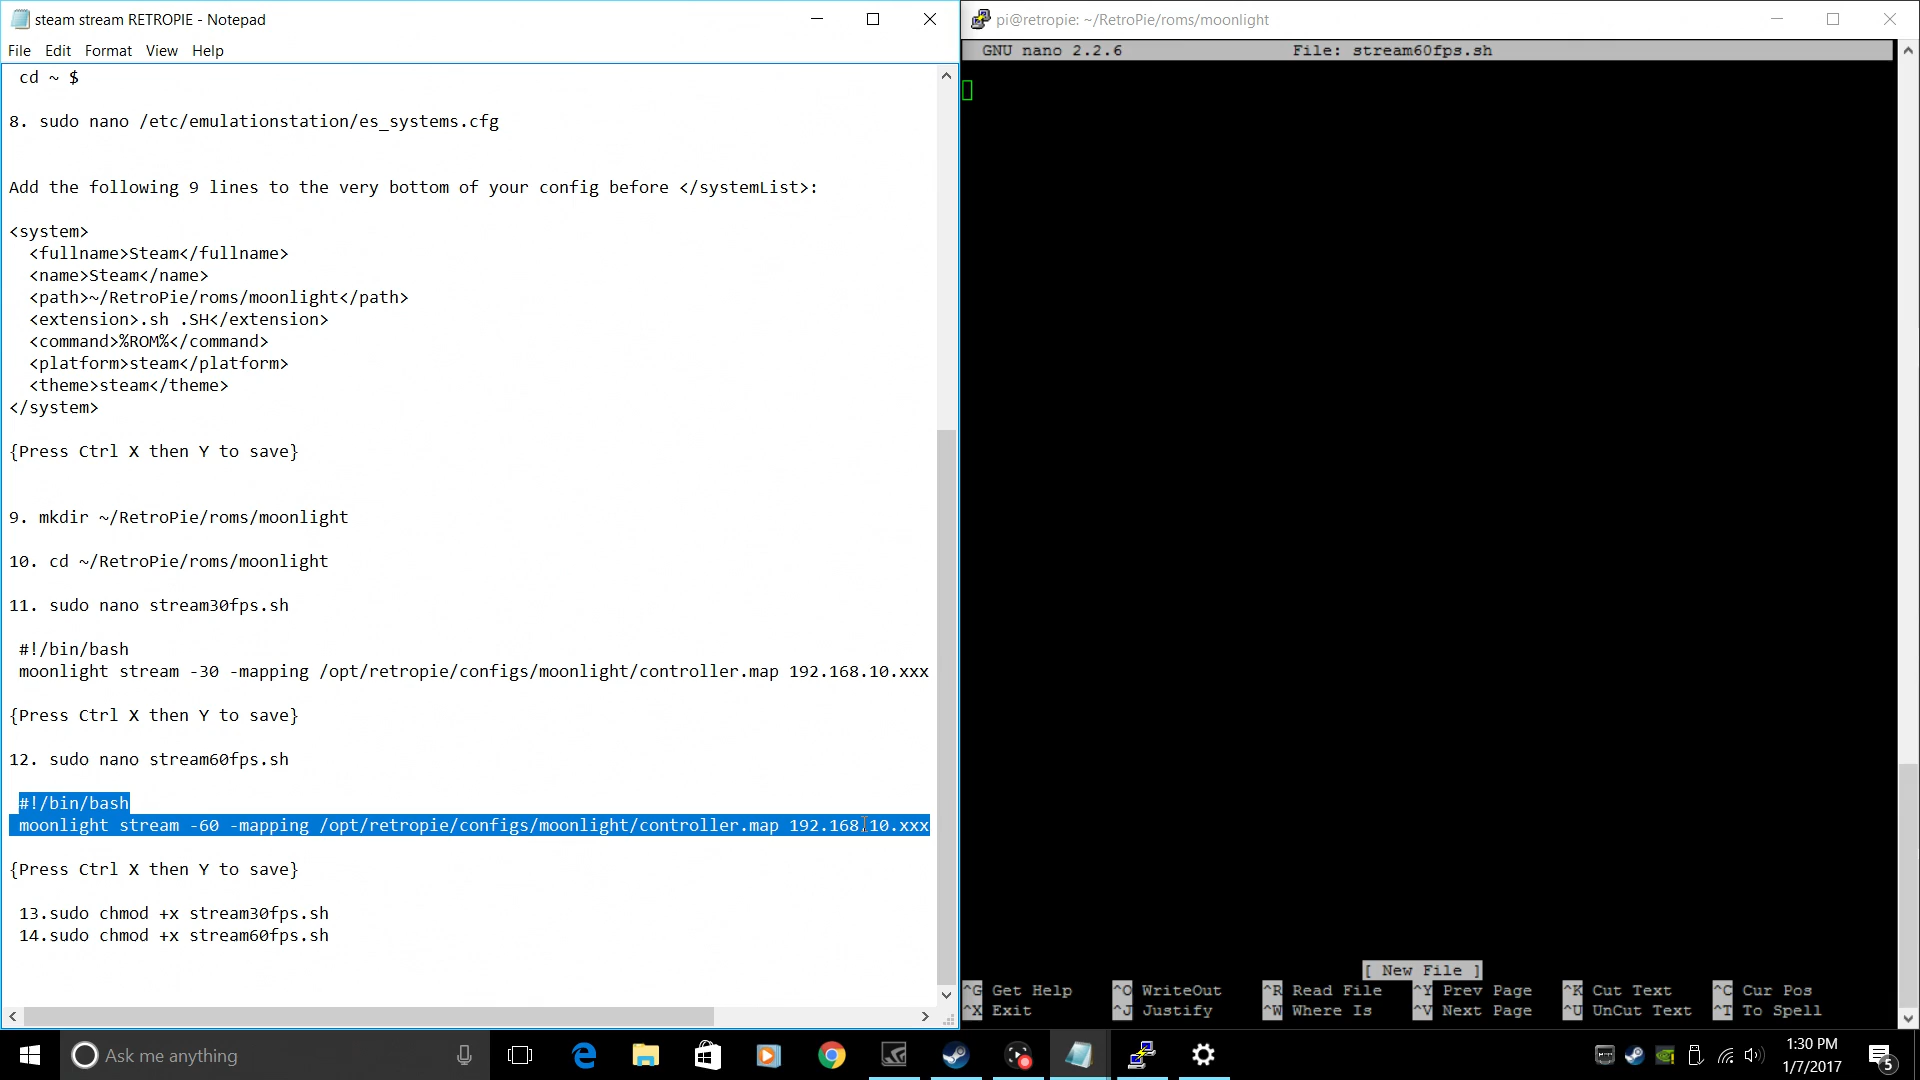 steam stream RETROPIE - Notepad
File Edit Format View Help
cd ~ $
8. sudo nano /etc/emulationstation/es_systems.cfg
Add the following 9 lines to the very bottom of your config before </systemList>:
<system>
<fullname>Steam</fullname>
<name>Steam</name>
<path>~/RetroPie/roms/moonlight</path>
<extension>.sh .SH</extension>
<command>%ROM%</command>
<platform>steam</platform>
<theme>steam</theme>
</system>
{Press Ctrl X then Y to save}
9. mkdir ~/RetroPie/roms/moonlight
10. cd ~/RetroPie/roms/moonlight
11. sudo nano stream30fps.sh
#!/bin/bash
moonlight stream -30 -mapping /opt/retropie/configs/moonlight/controller.map 192.168.10.xxx
{Press Ctrl X then Y to save}
12. sudo nano stream60fps.sh
#!/bin/bash
moonlight stream -60 -mapping /opt/retropie/configs/moonlight/controller.map 192.168.10.xxx
{Press Ctrl X then Y to save}
13.sudo chmod +x stream30fps.sh
14.sudo chmod +x stream60fps.sh
pi@retropie: ~/RetroPie/roms/moonlight
GNU nano 2.2.6 File: stream60fps.sh
[ New File ]
^G Get Help ^O WriteOut ^R Read File ^Y Prev Page ^K Cut Text ^C Cur Pos
^X Exit ^J Justify ^W Where Is ^V Next Page ^U UnCut Text ^T To Spell
Ask me anything
1:30 PM
1/7/2017
5